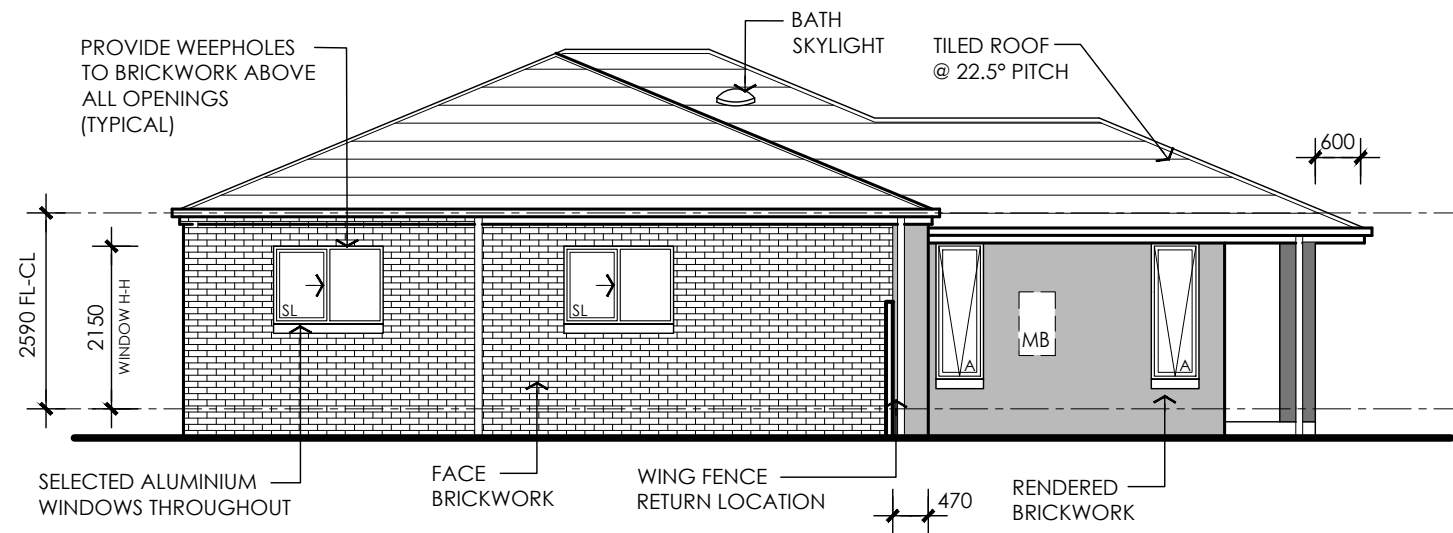 PROVIDE WEEPHOLES
TO BRICKWORK ABOVE
ALL OPENINGS
(TYPICAL)
BATH
SKYLIGHT
TILED ROOF
@ 22.5° PITCH
600
2590 FL-CL
2150
WINDOW H-H
SL
SL
A
MB
A
SELECTED ALUMINIUM
WINDOWS THROUGHOUT
FACE
BRICKWORK
WING FENCE
RETURN LOCATION
470
RENDERED
BRICKWORK